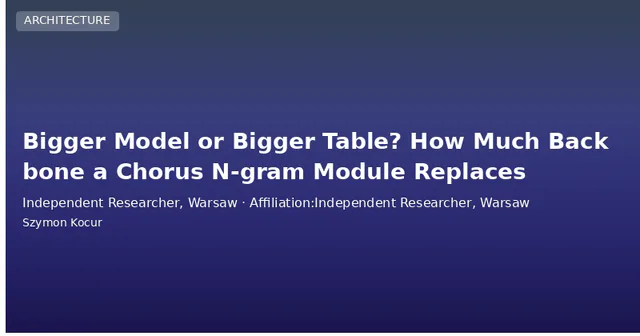 ARCHITECTURE
Bigger Model or Bigger Table? How Much Back
bone a Chorus N-gram Module Replaces
Independent Researcher, Warsaw · Affiliation:Independent Researcher, Warsaw
Szymon Kocur